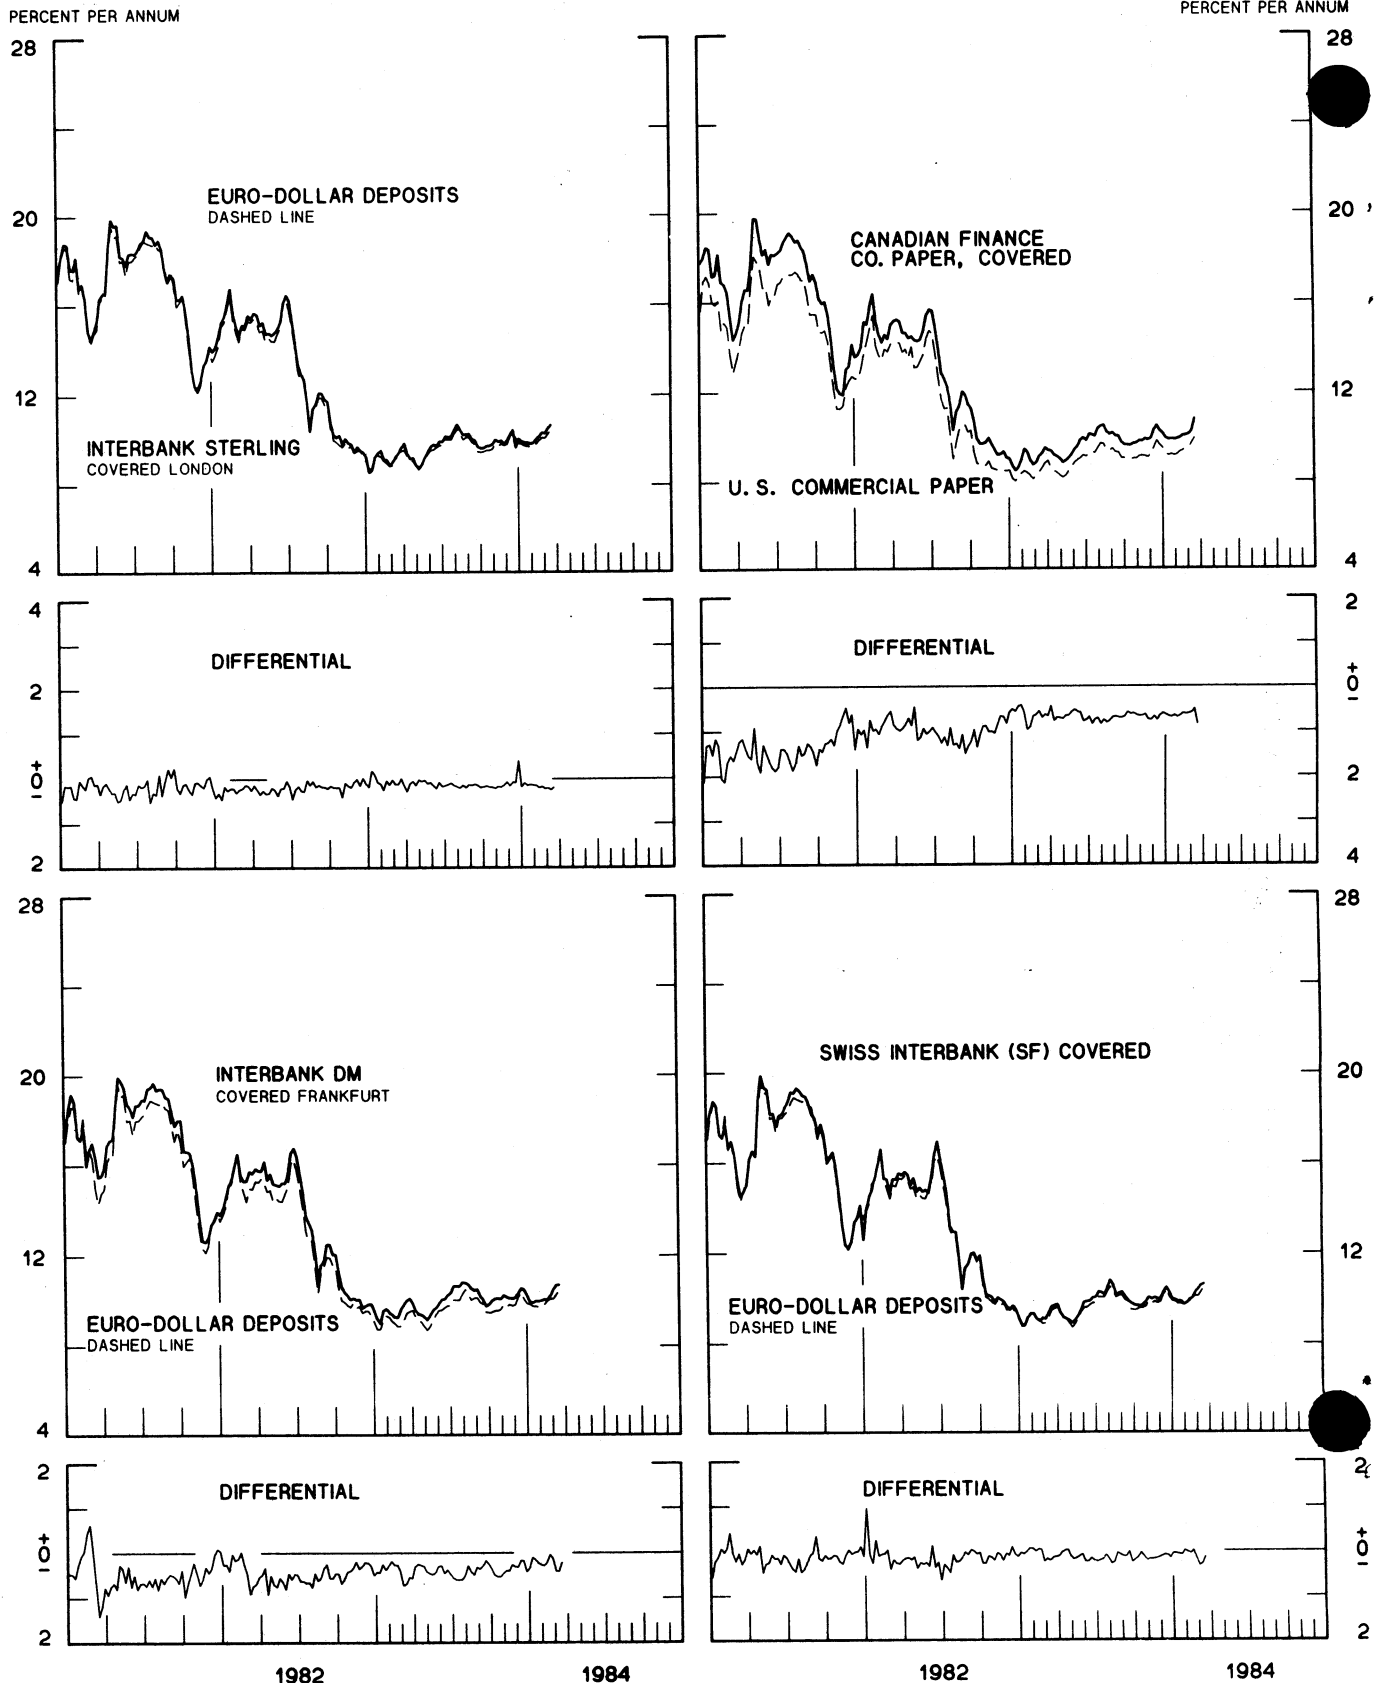 PERCENT PER ANNUM
PERCENT PER ANNUM
28
20
12
4
EURO-DOLLAR DEPOSITS
DASHED LINE
INTERBANK STERLING
COVERED LONDON
28
20
12
4
CANADIAN FINANCE
CO. PAPER, COVERED
U.S. COMMERCIAL PAPER
4
2
+
0
−
2
DIFFERENTIAL
2
+
0
−
2
4
DIFFERENTIAL
28
20
12
4
INTERBANK DM
COVERED FRANKFURT
EURO-DOLLAR DEPOSITS
DASHED LINE
28
20
12
SWISS INTERBANK (SF) COVERED
EURO-DOLLAR DEPOSITS
DASHED LINE
2
+
0
−
2
DIFFERENTIAL
2
+
0
−
2
DIFFERENTIAL
1982
1984
1982
1984